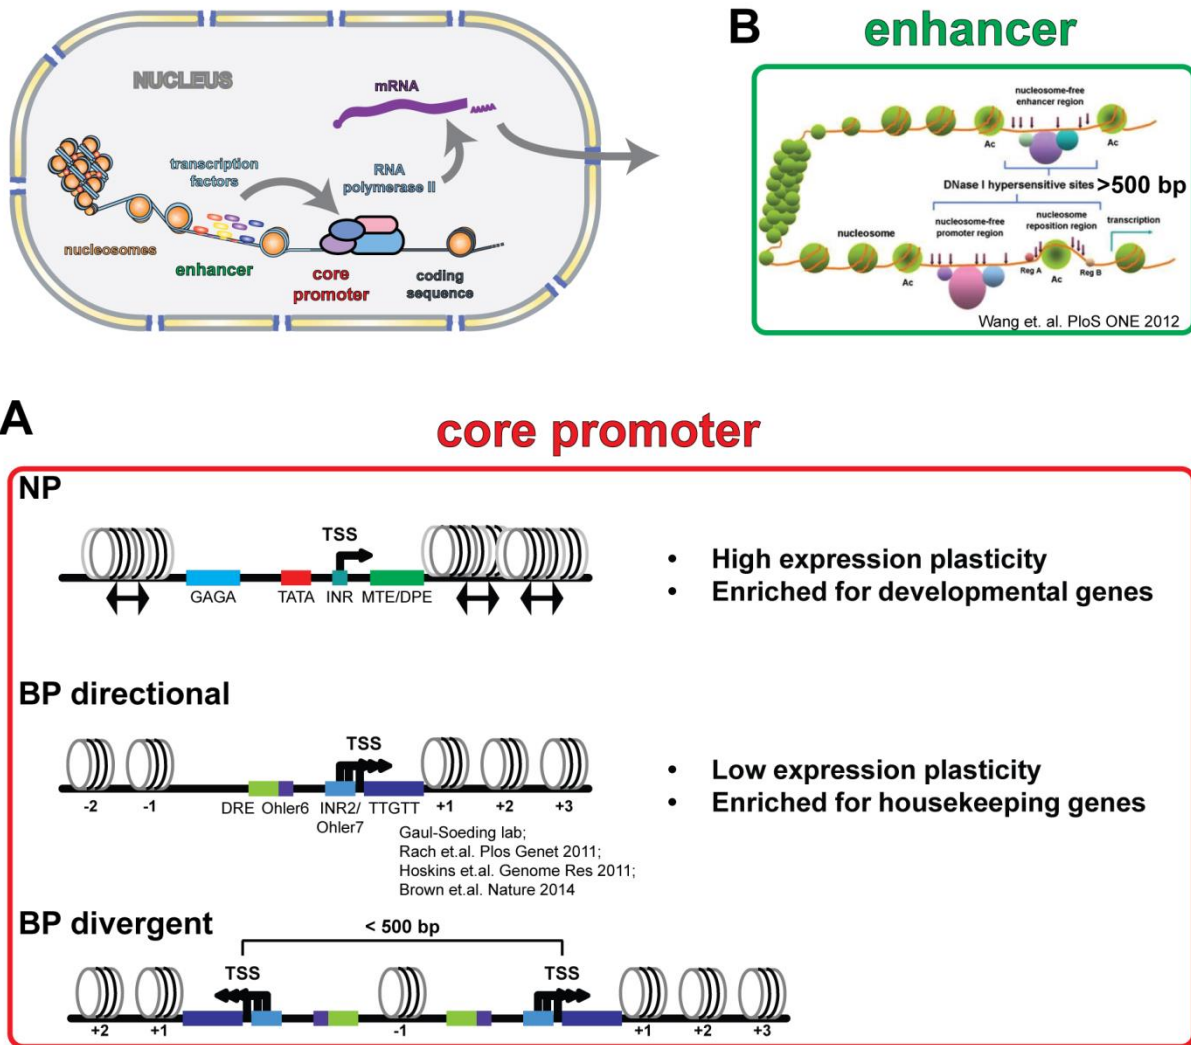 NUCLEUS
mRNA
transcription
factors
RNA
polymerase II
nucleosomes
enhancer
core
promoter
coding
sequence
B
enhancer
nucleosome-free
enhancer region
Ac
Ac
DNase I hypersensitive sites >500 bp
nucleosome-free
promoter region
nucleosome
reposition region
transcription
nucleosome
Ac
Reg A
Ac
Reg B
Wang et. al. PloS ONE 2012
A
core promoter
NP
TSS
GAGA
TATA
INR
MTE/DPE
• High expression plasticity
• Enriched for developmental genes
BP directional
TSS
-2
-1
DRE
Ohler6
INR2/
Ohler7
TTGTT
+1
+2
+3
• Low expression plasticity
• Enriched for housekeeping genes
Gaul-Soeding lab;
Rach et.al. Plos Genet 2011;
Hoskins et.al. Genome Res 2011;
Brown et.al. Nature 2014
BP divergent
< 500 bp
TSS
TSS
+2
+1
-1
+1
+2
+3